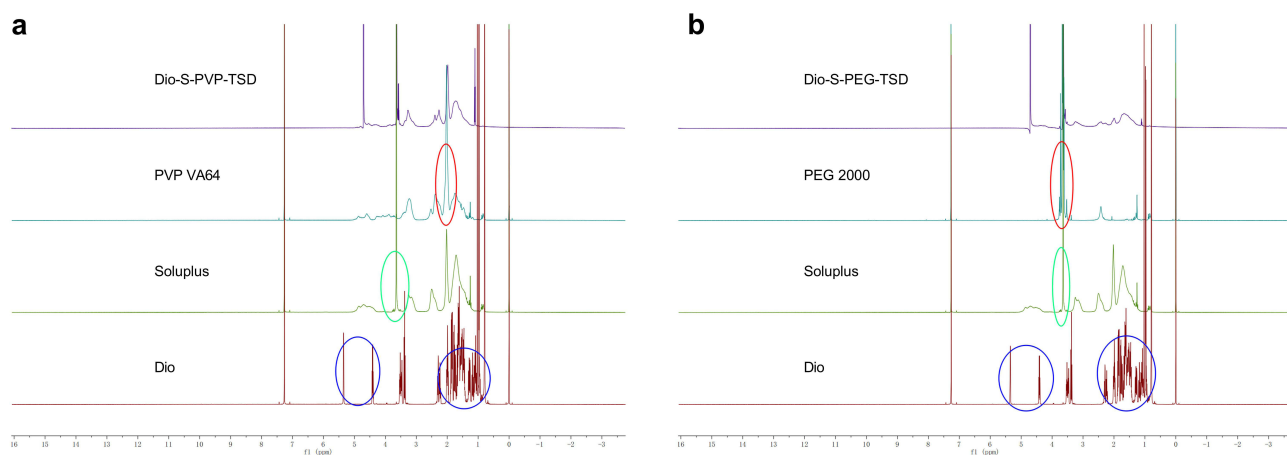 a
Dio-S-PVP-TSD
PVP VA64
Soluplus
Dio
16 15 14 13 12 11 10 9 8 7 6 5 4 3 2 1 0 -1 -2 -3
f1 (ppm)
b
Dio-S-PEG-TSD
PEG 2000
Soluplus
Dio
16 15 14 13 12 11 10 9 8 7 6 5 4 3 2 1 0 -1 -2 -3
f1 (ppm)